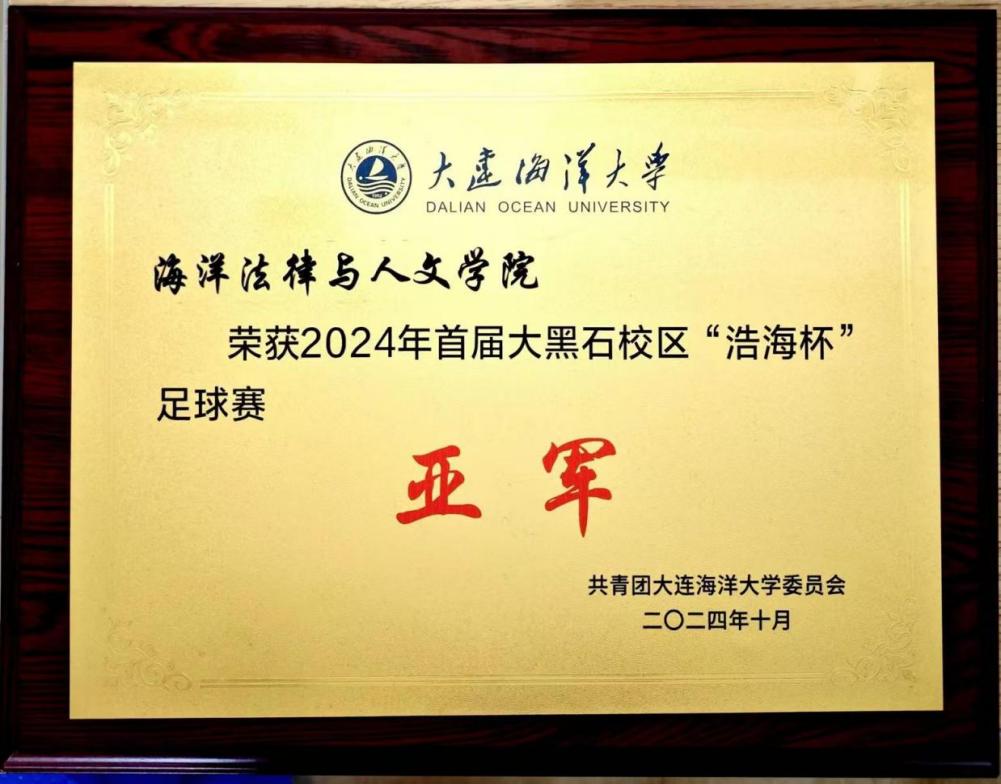 大连海洋大学
DALIAN OCEAN UNIVERSITY
海洋法律与人文学院
荣获2024年首届大黑石校区“浩海杯”
足球赛
亚军
共青团大连海洋大学委员会
二〇二四年十月